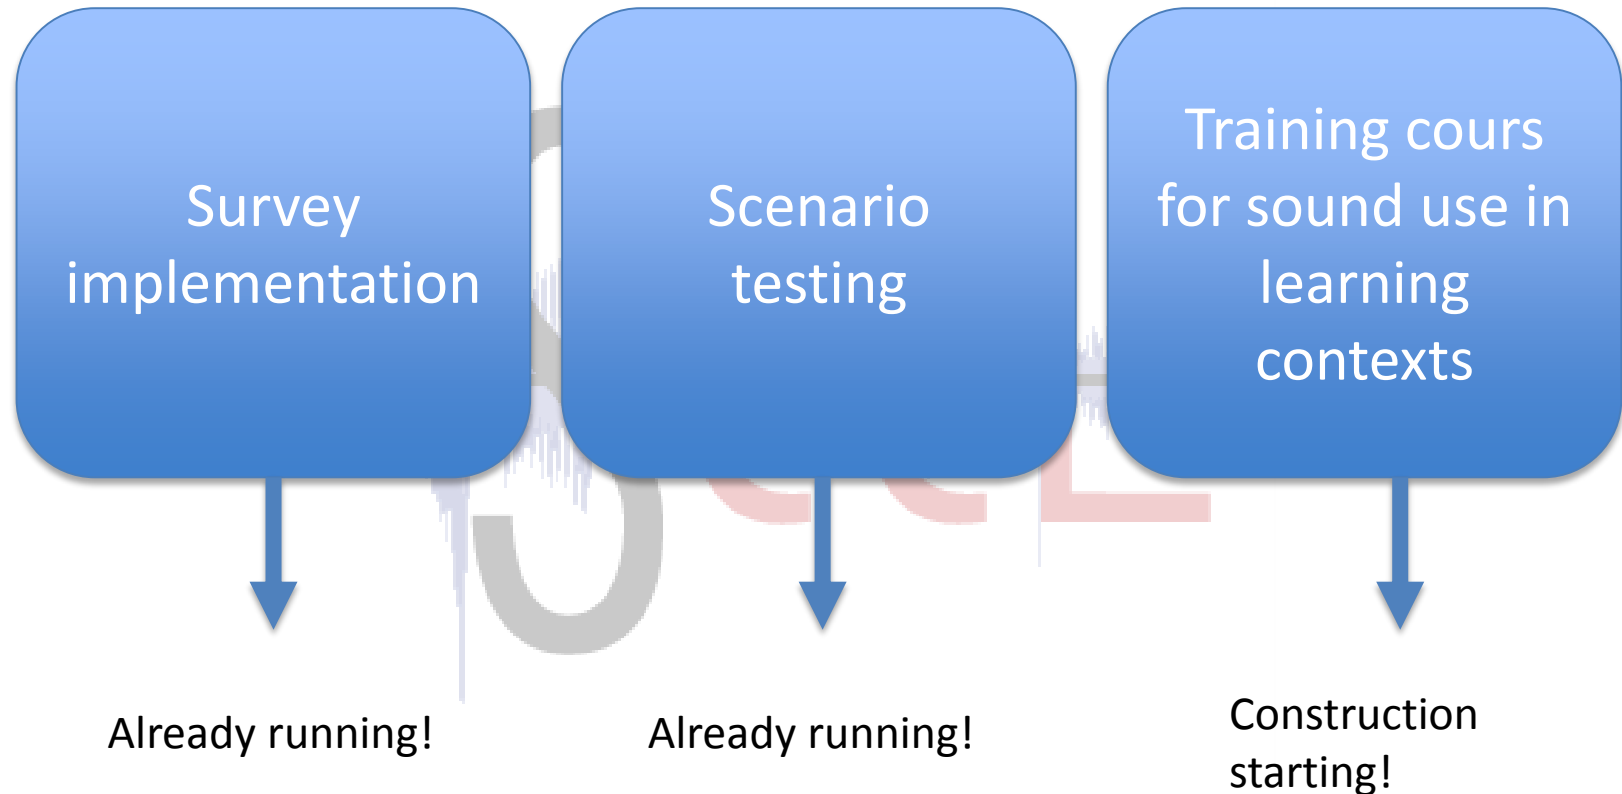 Survey
implementation
Scenario
testing
Training cours
for sound use in
learning
contexts
Already running!
Already running!
Construction
starting!